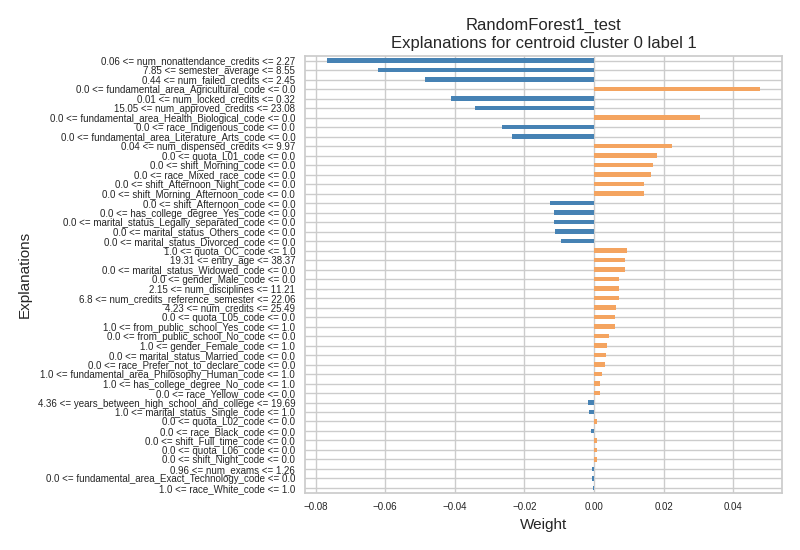 RandomForest1_test
Explanations for centroid cluster 0 label 1
0.06 <= num_nonattendance_credits <= 2.27
7.85 <= semester_average <= 8.55
0.44 <= num_failed_credits <= 2.45
0.0 <= fundamental_area_Agricultural_code <= 0.0
0.01 <= num_locked_credits <= 0.32
15.05 <= num_approved_credits <= 23.08
0.0 <= fundamental_area_Health_Biological_code <= 0.0
0.0 <= race_Indigenous_code <= 0.0
0.0 <= fundamental_area_Literature_Arts_code <= 0.0
0.04 <= num_dispensed_credits <= 9.97
0.0 <= quota_L01_code <= 0.0
0.0 <= shift_Morning_code <= 0.0
0.0 <= race_Mixed_race_code <= 0.0
0.0 <= shift_Afternoon_Night_code <= 0.0
0.0 <= shift_Morning_Afternoon_code <= 0.0
0.0 <= shift_Afternoon_code <= 0.0
0.0 <= has_college_degree_Yes_code <= 0.0
0.0 <= marital_status_Legally_separated_code <= 0.0
0.0 <= marital_status_Others_code <= 0.0
0.0 <= marital_status_Divorced_code <= 0.0
1.0 <= quota_OC_code <= 1.0
19.31 <= entry_age <= 38.37
0.0 <= marital_status_Widowed_code <= 0.0
0.0 <= gender_Male_code <= 0.0
2.15 <= num_disciplines <= 11.21
6.8 <= num_credits_reference_semester <= 22.06
4.23 <= num_credits <= 25.49
0.0 <= quota_L05_code <= 0.0
1.0 <= from_public_school_Yes_code <= 1.0
0.0 <= from_public_school_No_code <= 0.0
1.0 <= gender_Female_code <= 1.0
0.0 <= marital_status_Married_code <= 0.0
0.0 <= race_Prefer_not_to_declare_code <= 0.0
1.0 <= fundamental_area_Philosophy_Human_code <= 1.0
1.0 <= has_college_degree_No_code <= 1.0
0.0 <= race_Yellow_code <= 0.0
4.36 <= years_between_high_school_and_college <= 19.69
1.0 <= marital_status_Single_code <= 1.0
0.0 <= quota_L02_code <= 0.0
0.0 <= race_Black_code <= 0.0
0.0 <= shift_Full_time_code <= 0.0
0.0 <= quota_L06_code <= 0.0
0.0 <= shift_Night_code <= 0.0
0.96 <= num_exams <= 1.26
0.0 <= fundamental_area_Exact_Technology_code <= 0.0
1.0 <= race_White_code <= 1.0
Explanations
−0.08 −0.06 −0.04 −0.02 0.00 0.02 0.04
Weight